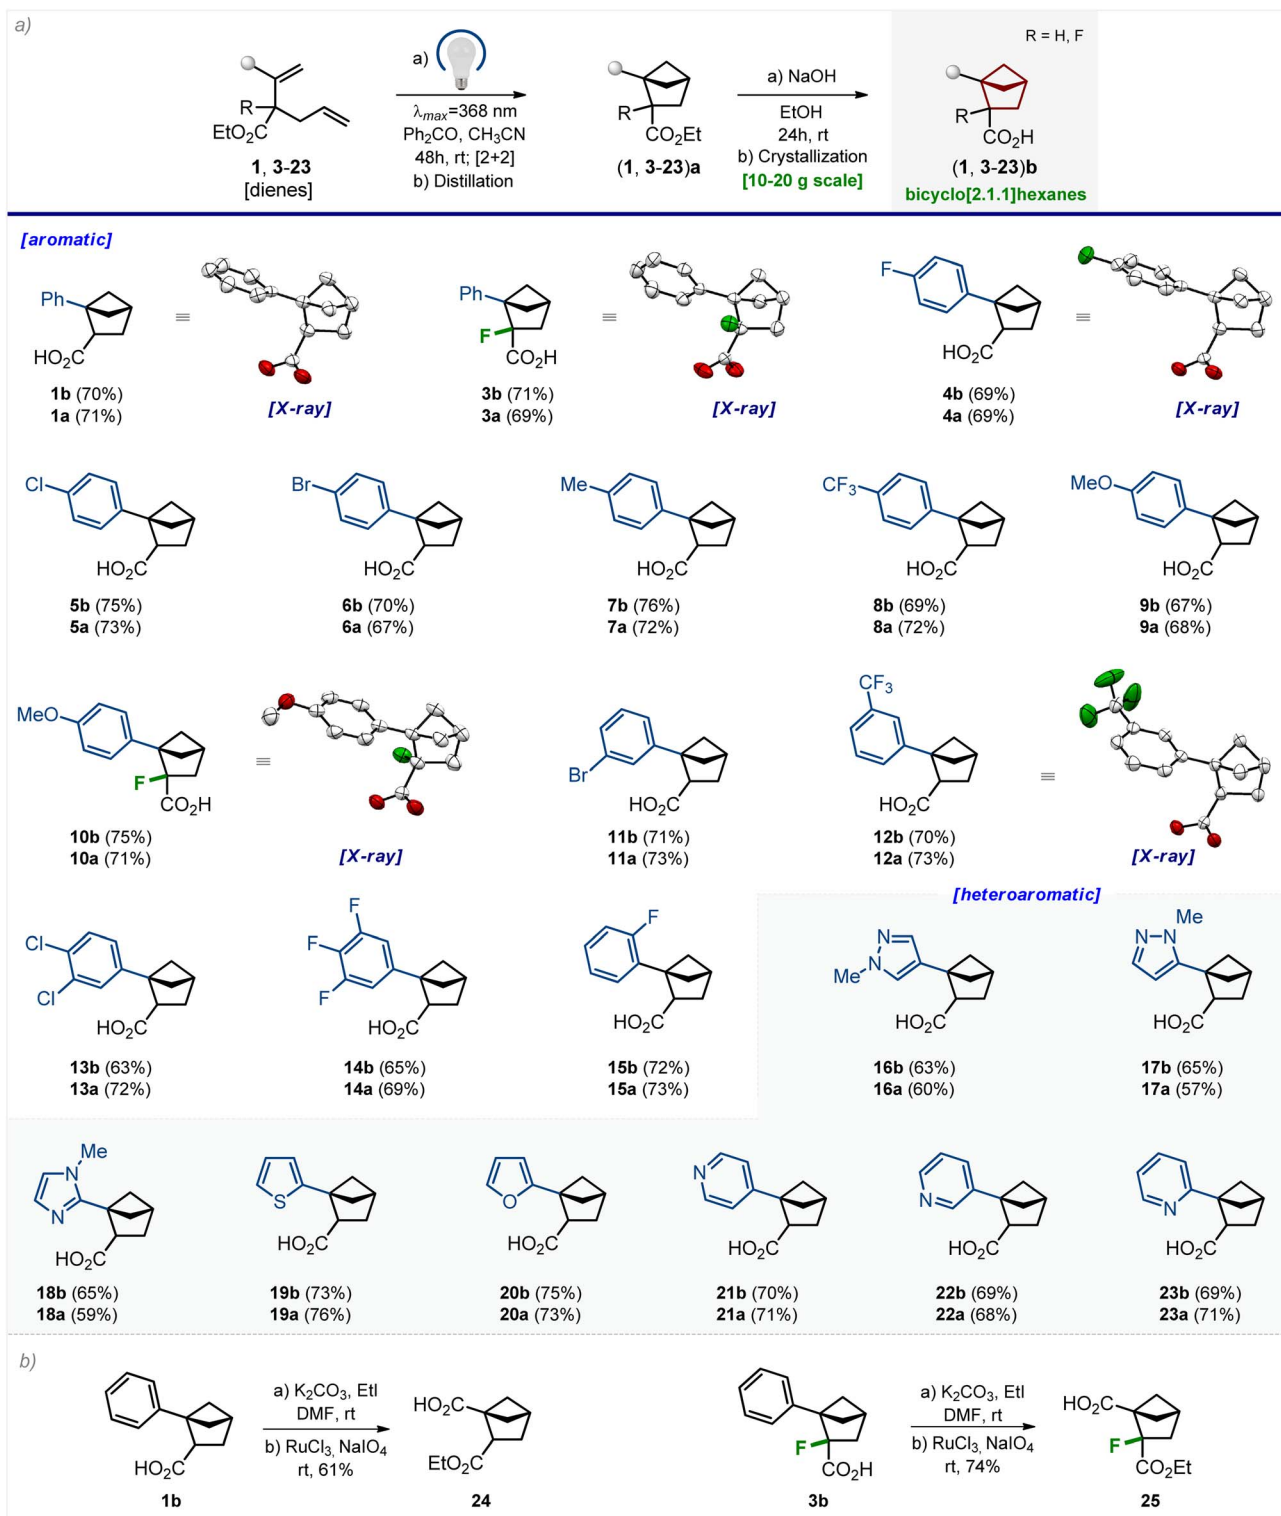 a)
R = H, F
a)
a) NaOH
R
EtO₂C
λmax=368 nm
Ph₂CO, CH₃CN
48h, rt; [2+2]
b) Distillation
R
CO₂Et
EtOH
24h, rt
b) Crystallization
[10-20 g scale]
R
CO₂H
1, 3-23
[dienes]
(1, 3-23)a
(1, 3-23)b
bicyclo[2.1.1]hexanes
[aromatic]
Ph
HO₂C
≡
Ph
F
CO₂H
≡
F
HO₂C
≡
1b (70%)
1a (71%)
[X-ray]
3b (71%)
3a (69%)
[X-ray]
4b (69%)
4a (69%)
[X-ray]
Cl
HO₂C
Br
HO₂C
Me
HO₂C
CF₃
HO₂C
MeO
HO₂C
5b (75%)
5a (73%)
6b (70%)
6a (67%)
7b (76%)
7a (72%)
8b (69%)
8a (72%)
9b (67%)
9a (68%)
MeO
F
CO₂H
≡
Br
HO₂C
CF₃
HO₂C
≡
10b (75%)
10a (71%)
[X-ray]
11b (71%)
11a (73%)
12b (70%)
12a (73%)
[X-ray]
[heteroaromatic]
Cl
Cl
HO₂C
F
F
F
HO₂C
F
HO₂C
N
N
Me
HO₂C
Me
N
N
HO₂C
13b (63%)
13a (72%)
14b (65%)
14a (69%)
15b (72%)
15a (73%)
16b (63%)
16a (60%)
17b (65%)
17a (57%)
Me
N
N
HO₂C
S
HO₂C
O
HO₂C
N
HO₂C
N
HO₂C
N
HO₂C
18b (65%)
18a (59%)
19b (73%)
19a (76%)
20b (75%)
20a (73%)
21b (70%)
21a (71%)
22b (69%)
22a (68%)
23b (69%)
23a (71%)
b)
HO₂C
a) K₂CO₃, EtI
DMF, rt
b) RuCl₃, NaIO₄
rt, 61%
HO₂C
EtO₂C
F
CO₂H
a) K₂CO₃, EtI
DMF, rt
b) RuCl₃, NaIO₄
rt, 74%
HO₂C
F
CO₂Et
1b
24
3b
25